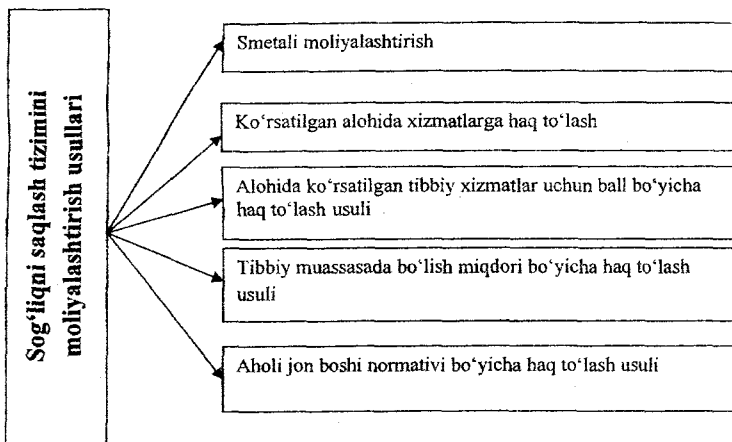 Sog‘liqni saqlash tizimini
moliyalashtirish usullari
Smetali moliyalashtirish
Ko‘rsatilgan alohida xizmatlarga haq to‘lash
Alohida ko‘rsatilgan tibbiy xizmatlar uchun ball bo‘yicha
haq to‘lash usuli
Tibbiy muassasada bo‘lish miqdori bo‘yicha haq to‘lash
usuli
Aholi jon boshi normativi bo‘yicha haq to‘lash usuli